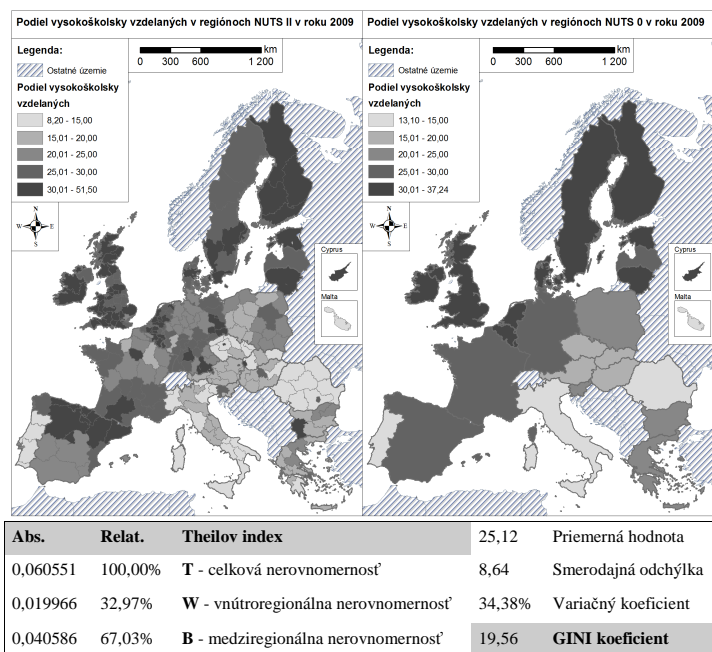 Podiel vysokoškolsky vzdelaných v regiónoch NUTS II v roku 2009
Legenda:
Ostatné územie
Podiel vysokoškolsky
vzdelaných
8,20 - 15,00
15,01 - 20,00
20,01 - 25,00
25,01 - 30,00
30,01 - 51,50
km
0 300 600 1 200
N
W E
S
Cyprus
Malta
Podiel vysokoškolsky vzdelaných v regiónoch NUTS 0 v roku 2009
Legenda:
Ostatné územie
Podiel vysokoškolsky
vzdelaných
13,10 - 15,00
15,01 - 20,00
20,01 - 25,00
25,01 - 30,00
30,01 - 37,24
km
0 300 600 1 200
N
W E
S
Cyprus
Malta
Abs. Relat. Theilov index 25,12 Priemerná hodnota
0,060551 100,00% T - celková nerovnomernosť 8,64 Smerodajná odchýlka
0,019966 32,97% W - vnútroregionálna nerovnomernosť 34,38% Variačný koeficient
0,040586 67,03% B - medziregionálna nerovnomernosť 19,56 GINI koeficient